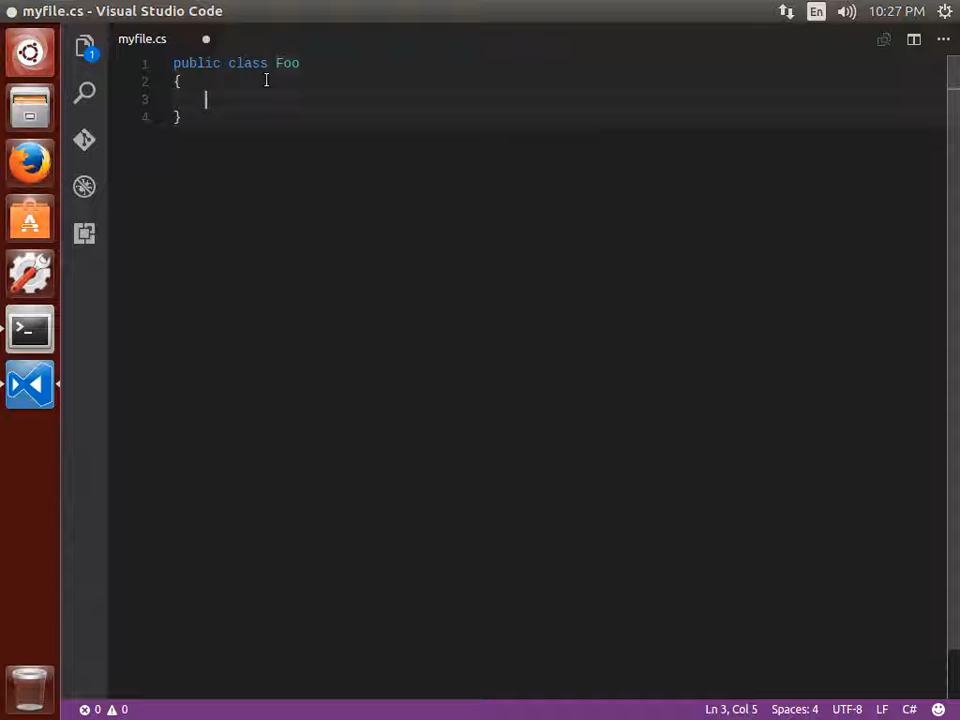 myfile.cs - Visual Studio Code
En
10:27 PM
myfile.cs
1
1 public class Foo
2 {
3
4 }
0 0
Ln 3, Col 5
Spaces: 4
UTF-8
LF
C#